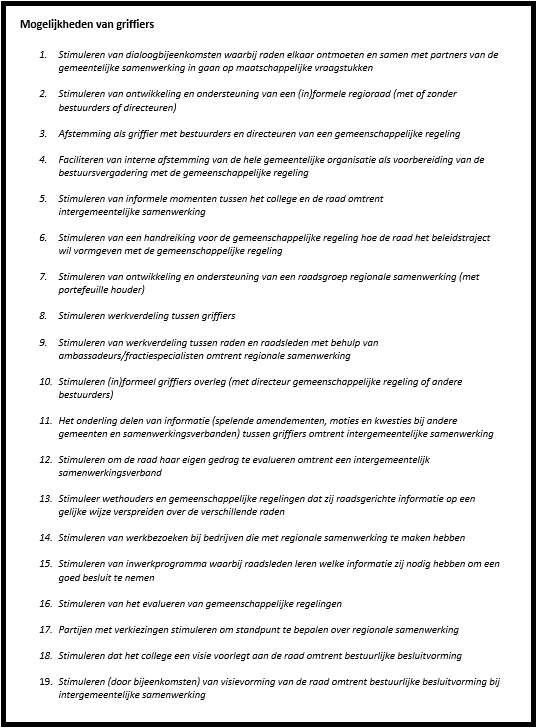 Mogelijkheden van griffiers
1. Stimuleren van dialoogbijeenkomsten waarbij raden elkaar ontmoeten en samen met partners van de
gemeentelijke samenwerking in gaan op maatschappelijke vraagstukken
2. Stimuleren van ontwikkeling en ondersteuning van een (in)formele regioraad (met of zonder
bestuurders of directeuren)
3. Afstemming als griffier met bestuurders en directeuren van een gemeenschappelijke regeling
4. Faciliteren van interne afstemming van de hele gemeentelijke organisatie als voorbereiding van de
bestuursvergadering met de gemeenschappelijke regeling
5. Stimuleren van informele momenten tussen het college en de raad omtrent
intergemeentelijke samenwerking
6. Stimuleren van een handreiking voor de gemeenschappelijke regeling hoe de raad het beleidstraject
wil vormgeven met de gemeenschappelijke regeling
7. Stimuleren van ontwikkeling en ondersteuning van een raadsgroep regionale samenwerking (met
portefeuille houder)
8. Stimuleren werkverdeling tussen griffiers
9. Stimuleren van werkverdeling tussen raden en raadsleden met behulp van
ambassadeurs/fractiespecialisten omtrent regionale samenwerking
10. Stimuleren (in)formeel griffiers overleg (met directeur gemeenschappelijke regeling of andere
bestuurders)
11. Het onderling delen van informatie (spelende amendementen, moties en kwesties bij andere
gemeenten en samenwerkingsverbanden) tussen griffiers omtrent intergemeentelijke samenwerking
12. Stimuleren om de raad haar eigen gedrag te evalueren omtrent een intergemeentelijk
samenwerkingsverband
13. Stimuleer wethouders en gemeenschappelijke regelingen dat zij raadsgerichte informatie op een
gelijke wijze verspreiden over de verschillende raden
14. Stimuleren van werkbezoeken bij bedrijven die met regionale samenwerking te maken hebben
15. Stimuleren van inwerkprogramma waarbij raadsleden leren welke informatie zij nodig hebben om een
goed besluit te nemen
16. Stimuleren van het evalueren van gemeenschappelijke regelingen
17. Partijen met verkiezingen stimuleren om standpunt te bepalen over regionale samenwerking
18. Stimuleren dat het college een visie voorlegt aan de raad omtrent bestuurlijke besluitvorming
19. Stimuleren (door bijeenkomsten) van visievorming van de raad omtrent bestuurlijke besluitvorming bij
intergemeentelijke samenwerking